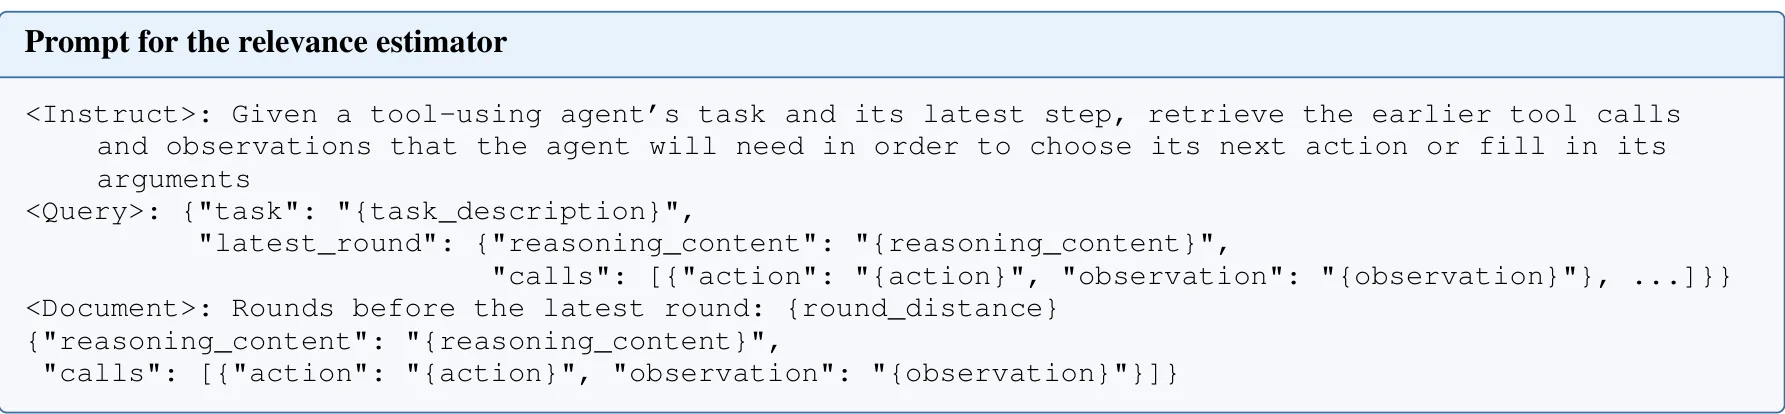 Prompt for the relevance estimator
<Instruct>: Given a tool-using agent’s task and its latest step, retrieve the earlier tool calls
and observations that the agent will need in order to choose its next action or fill in its
arguments
<Query>: {"task": "{task_description}",
"latest_round": {"reasoning_content": "{reasoning_content}",
"calls": [{"action": "{action}", "observation": "{observation}"}, ...]}}
<Document>: Rounds before the latest round: {round_distance}
{"reasoning_content": "{reasoning_content}",
"calls": [{"action": "{action}", "observation": "{observation}"}]}